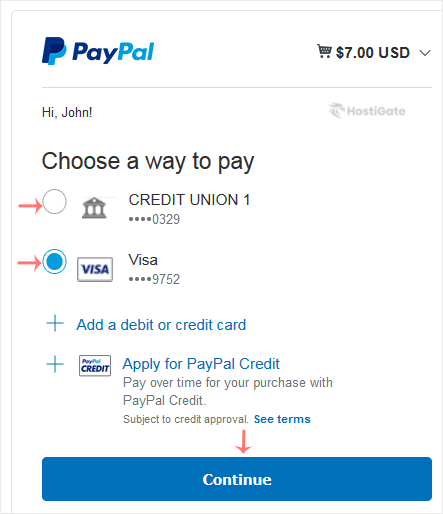 PayPal $7.00 USD
Hi, John! HostiGate
Choose a way to pay
CREDIT UNION 1
••••0329
VISA Visa
••••9752
Add a debit or credit card
PayPal CREDIT Apply for PayPal Credit
Pay over time for your purchase with
PayPal Credit.
Subject to credit approval. See terms
Continue